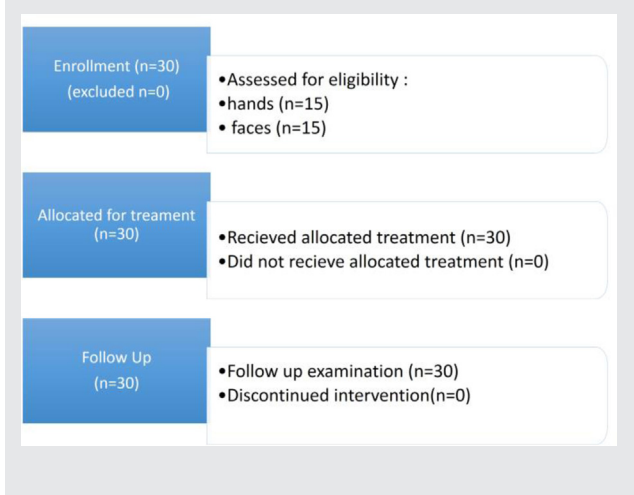 Enrollment (n=30)
(excluded n=0)
•Assessed for eligibility :
•hands (n=15)
• faces (n=15)
Allocated for treament
(n=30)
•Recieved allocated treatment (n=30)
•Did not recieve allocated treatment (n=0)
Follow Up
(n=30)
•Follow up examination (n=30)
•Discontinued intervention(n=0)